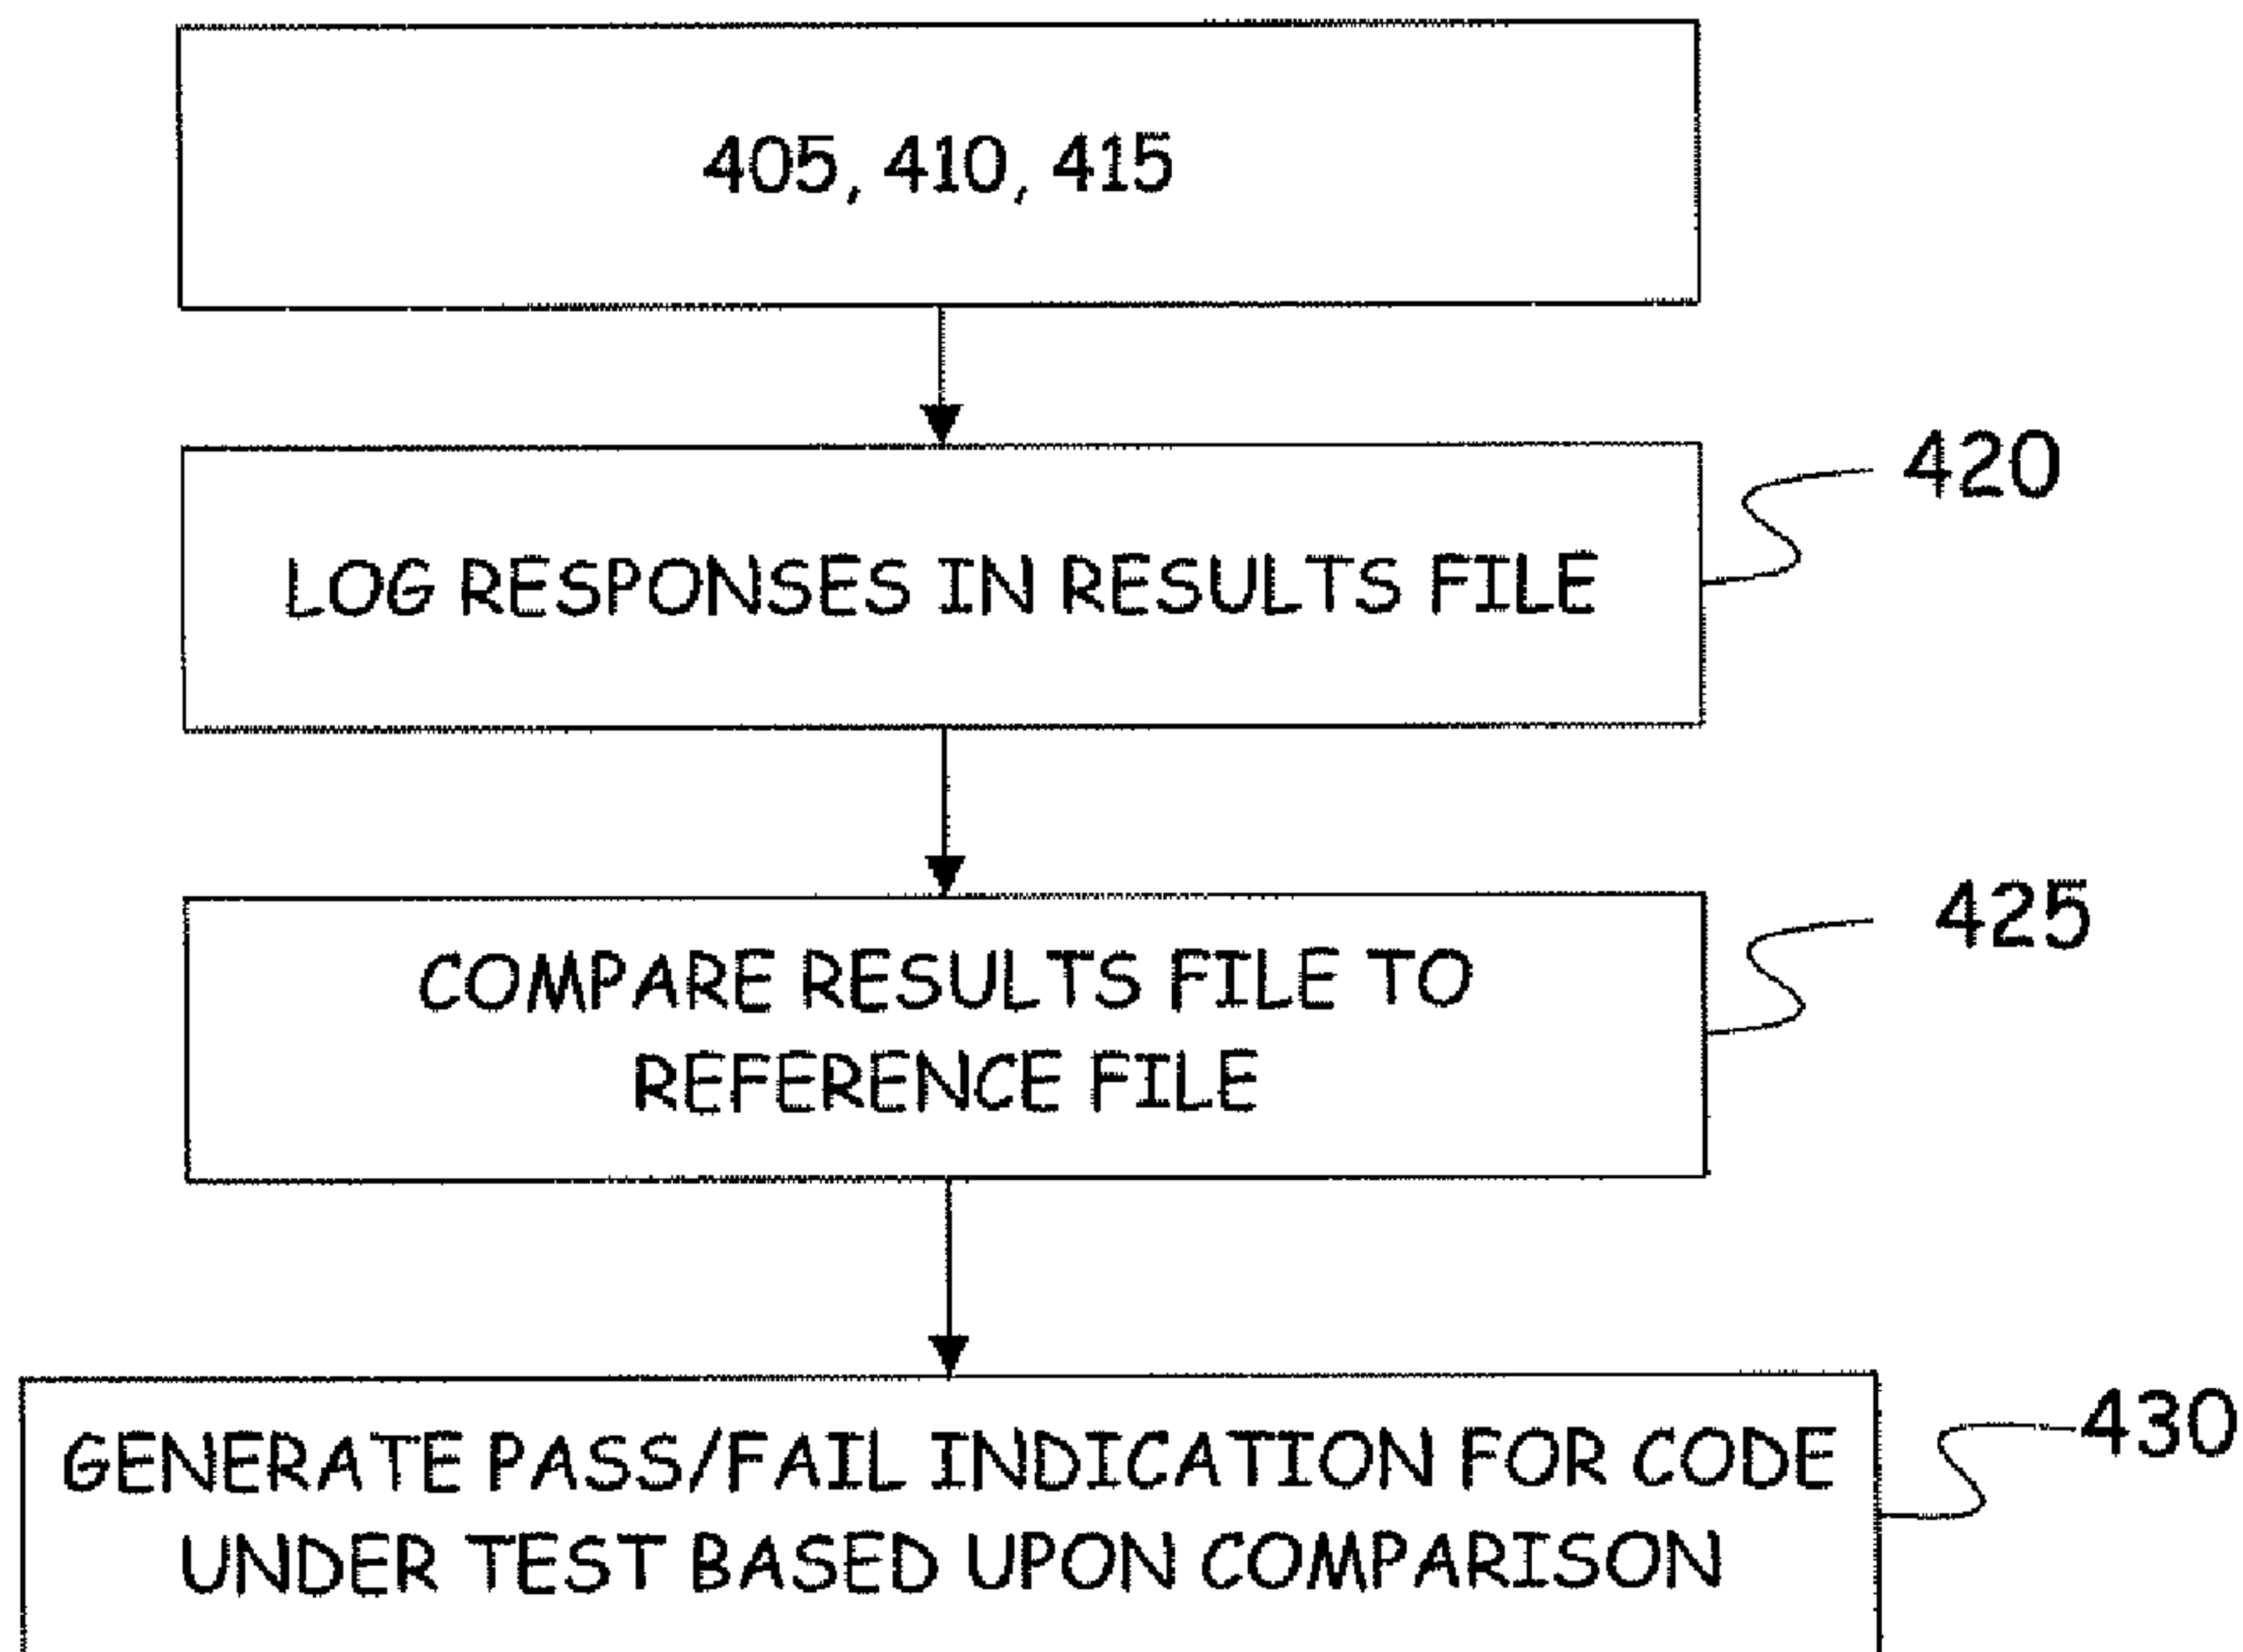 405, 410, 415
420
LOG RESPONSES IN RESULTS FILE
425
COMPARE RESULTS FILE TO
REFERENCE FILE
430
GENERATE PASS/FAIL INDICATION FOR CODE
UNDER TEST BASED UPON COMPARISON